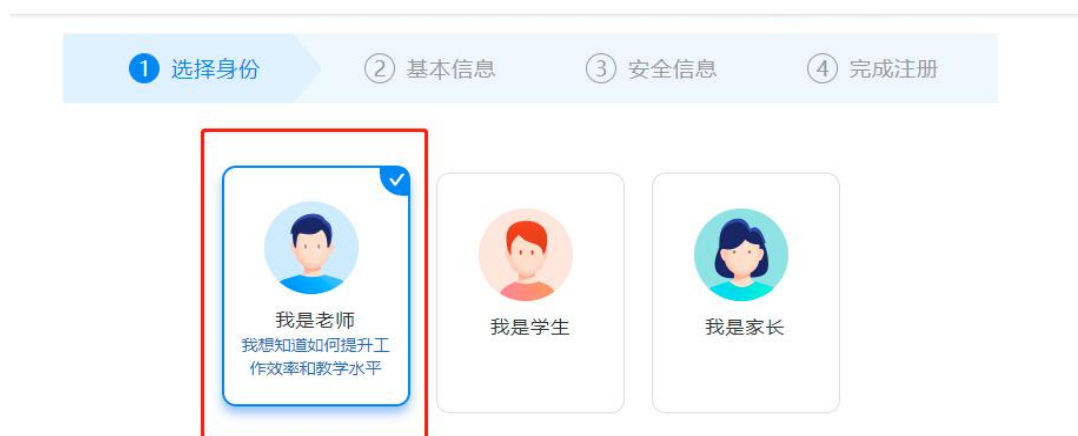 1 选择身份 2 基本信息 3 安全信息 4 完成注册
我是老师
我想知道如何提升工
作效率和教学水平
我是学生
我是家长